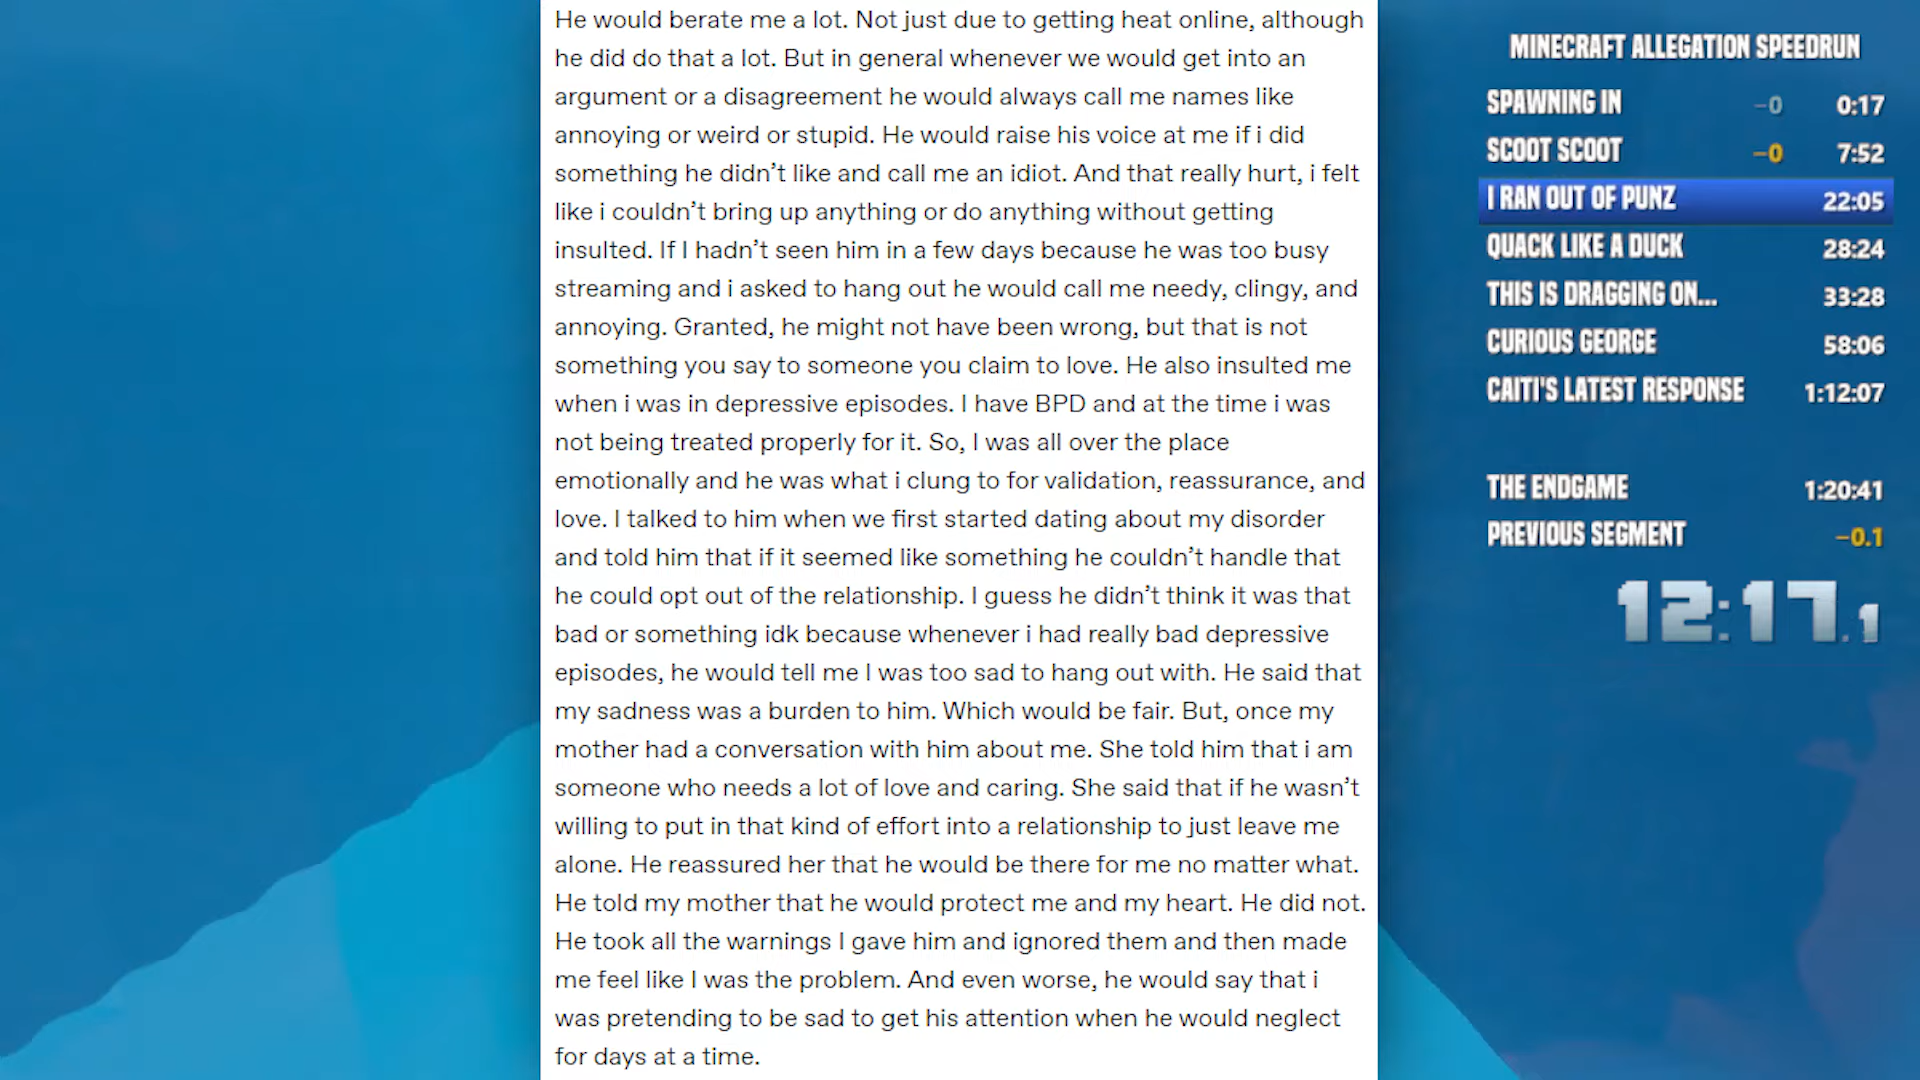 He would berate me a lot. Not just due to getting heat online, although
he did do that a lot. But in general whenever we would get into an
argument or a disagreement he would always call me names like
annoying or weird or stupid. He would raise his voice at me if i did
something he didn’t like and call me an idiot. And that really hurt, i felt
like i couldn’t bring up anything or do anything without getting
insulted. If I hadn’t seen him in a few days because he was too busy
streaming and i asked to hang out he would call me needy, clingy, and
annoying. Granted, he might not have been wrong, but that is not
something you say to someone you claim to love. He also insulted me
when i was in depressive episodes. I have BPD and at the time i was
not being treated properly for it. So, I was all over the place
emotionally and he was what i clung to for validation, reassurance, and
love. I talked to him when we first started dating about my disorder
and told him that if it seemed like something he couldn’t handle that
he could opt out of the relationship. I guess he didn’t think it was that
bad or something idk because whenever i had really bad depressive
episodes, he would tell me I was too sad to hang out with. He said that
my sadness was a burden to him. Which would be fair. But, once my
mother had a conversation with him about me. She told him that i am
someone who needs a lot of love and caring. She said that if he wasn’t
willing to put in that kind of effort into a relationship to just leave me
alone. He reassured her that he would be there for me no matter what.
He told my mother that he would protect me and my heart. He did not.
He took all the warnings I gave him and ignored them and then made
me feel like I was the problem. And even worse, he would say that i
was pretending to be sad to get his attention when he would neglect
for days at a time.
MINECRAFT ALLEGATION SPEEDRUN
SPAWNING IN -0 0:17
SCOOT SCOOT -0 7:52
I RAN OUT OF PUNZ 22:05
QUACK LIKE A DUCK 28:24
THIS IS DRAGGING ON... 33:28
CURIOUS GEORGE 58:06
CAITI'S LATEST RESPONSE 1:12:07
THE ENDGAME 1:20:41
PREVIOUS SEGMENT -0.1
12:17.1